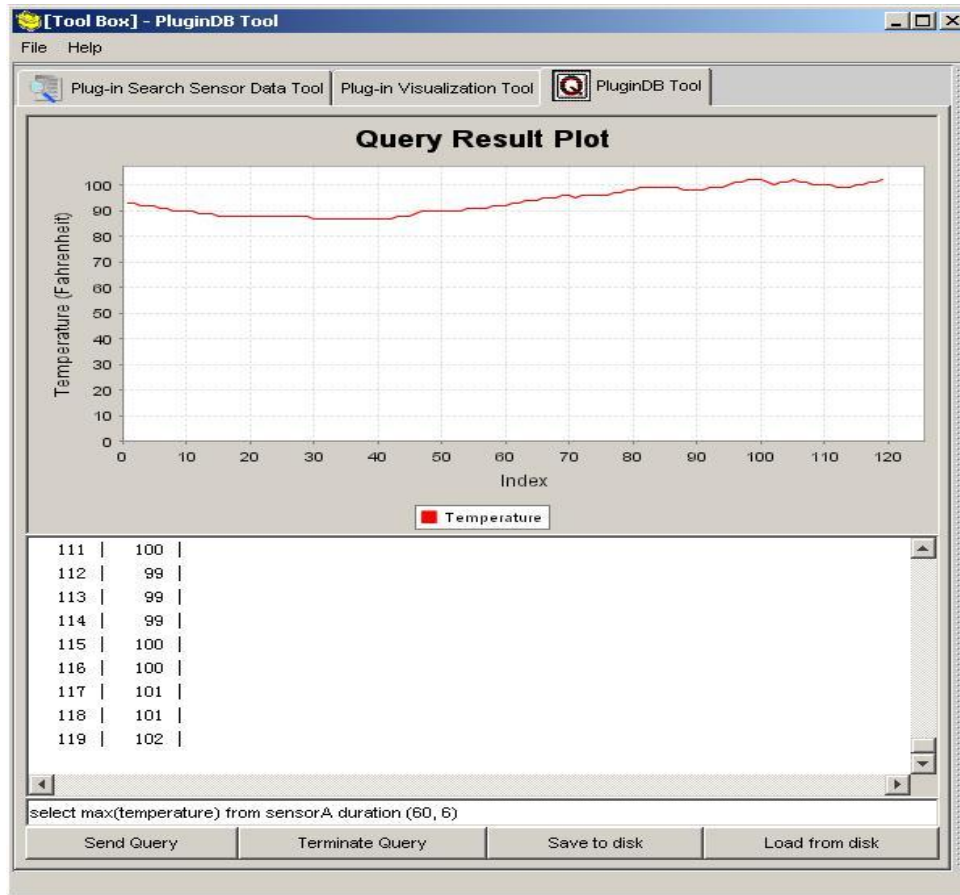 [Tool Box] - PluginDB Tool
File Help
Plug-in Search Sensor Data Tool Plug-in Visualization Tool Q PluginDB Tool
Query Result Plot
Temperature (Fahrenheit)
100
90
80
70
60
50
40
30
20
10
0
0 10 20 30 40 50 60 70 80 90 100 110 120
Index
Temperature
111 | 100 |
112 | 99 |
113 | 99 |
114 | 99 |
115 | 100 |
116 | 100 |
117 | 101 |
118 | 101 |
119 | 102 |
select max(temperature) from sensorA duration (60, 6)
Send Query Terminate Query Save to disk Load from disk